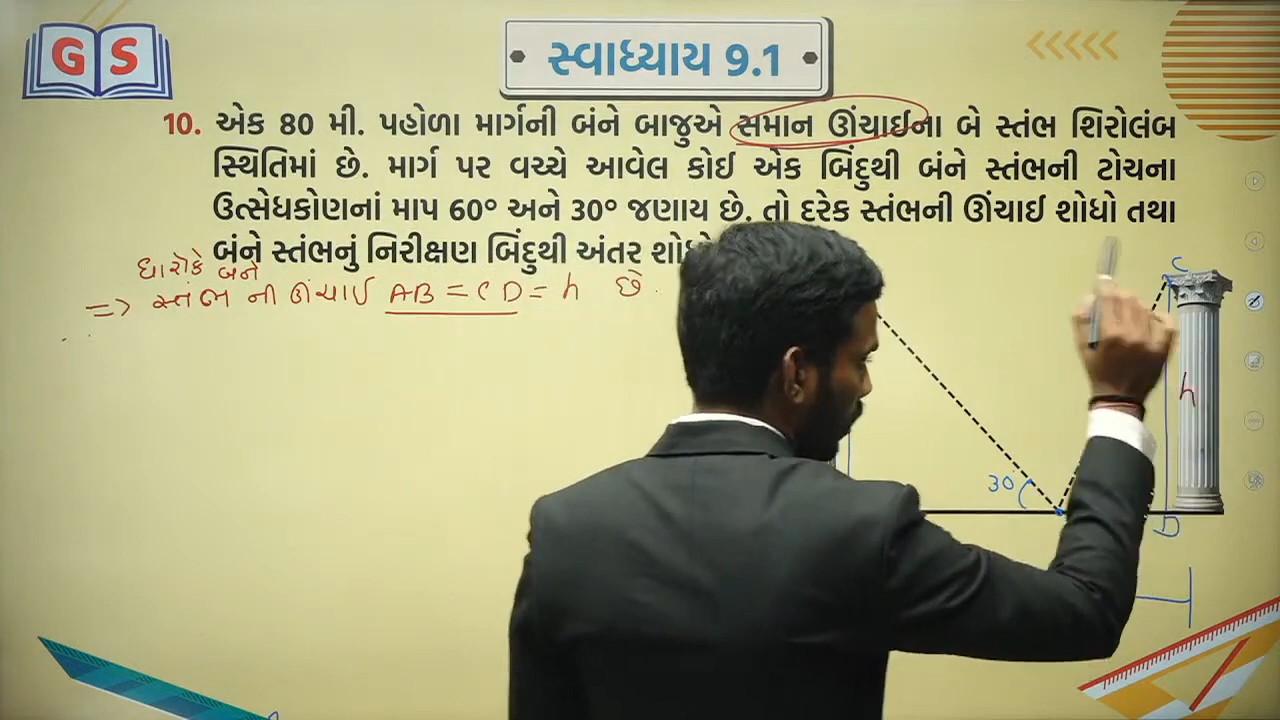 GS
સ્વાધ્યાય 9.1
10. એક 80 મી. પહોળા માર્ગની બંને બાજુએ સમાન ઊંચાઈના બે સ્તંભ શિરોલંબ
સ્થિતિમાં છે. માર્ગ પર વચ્ચે આવેલ કોઈ એક બિંદુથી બંને સ્તંભની ટોચના
ઉત્સેધકોણનાં માપ 60° અને 30° જણાય છે. તો દરેક સ્તંભની ઊંચાઈ શોધો તથા
બંને સ્તંભનું નિરીક્ષણ બિંદુથી અંતર
ધારોકે બંને
=> સ્તંભ ની ઊંચાઈ AB = CD = h છે.
C
h
30°
D